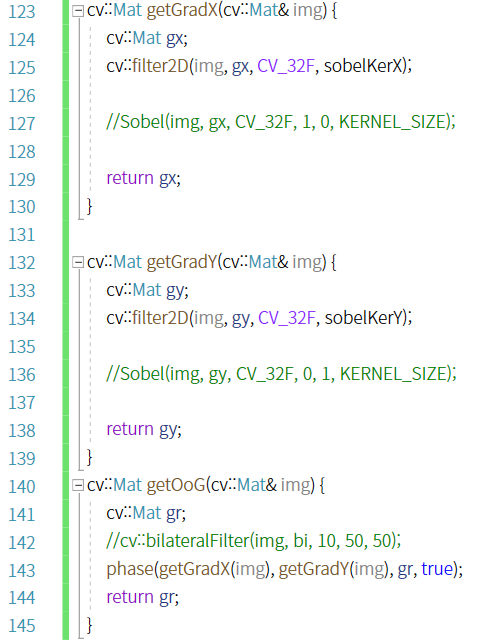 123 cv::Mat getGradX(cv::Mat& img) {
124 cv::Mat gx;
125 cv::filter2D(img, gx, CV_32F, sobelKerX);
126
127 //Sobel(img, gx, CV_32F, 1, 0, KERNEL_SIZE);
128
129 return gx;
130 }
131
132 cv::Mat getGradY(cv::Mat& img) {
133 cv::Mat gy;
134 cv::filter2D(img, gy, CV_32F, sobelKerY);
135
136 //Sobel(img, gy, CV_32F, 0, 1, KERNEL_SIZE);
137
138 return gy;
139 }
140 cv::Mat getOoG(cv::Mat& img) {
141 cv::Mat gr;
142 //cv::bilateralFilter(img, bi, 10, 50, 50);
143 phase(getGradX(img), getGradY(img), gr, true);
144 return gr;
145 }